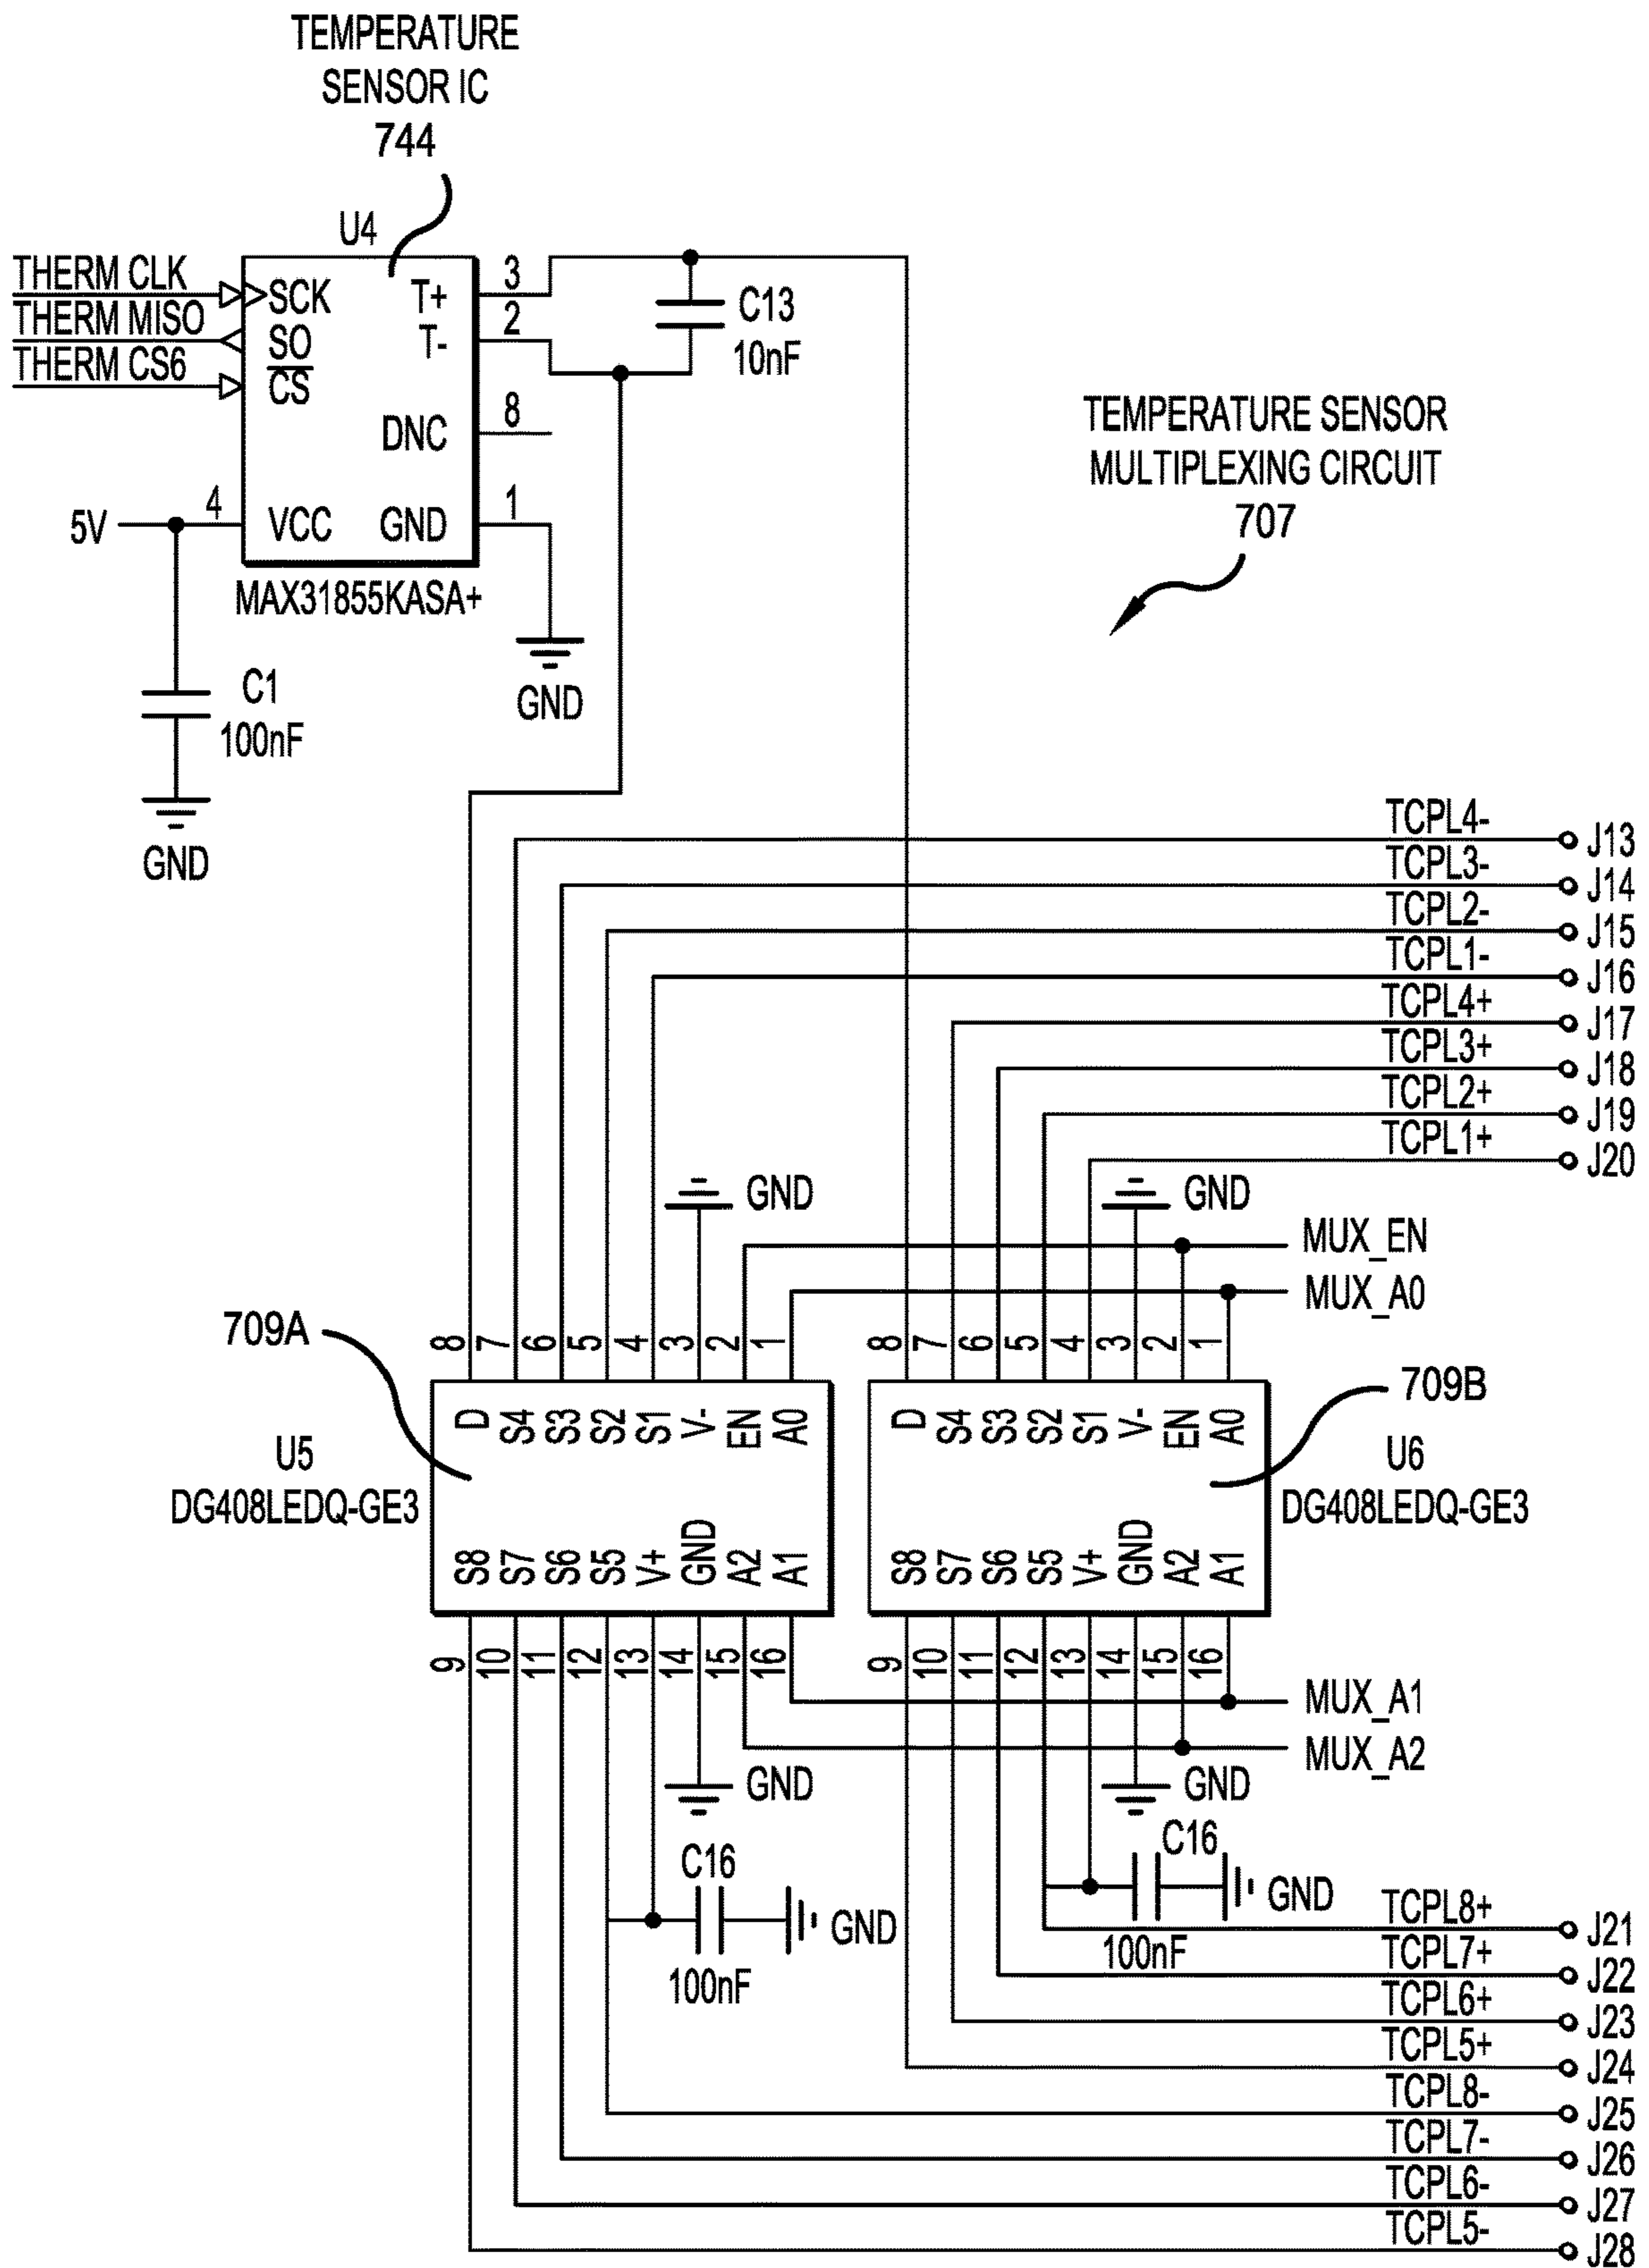 TEMPERATURE
SENSOR IC
744
U4
THERM CLK
THERM MISO
THERM CS6
SCK
SO
CS
T+
T-
DNC
VCC
GND
3
2
8
1
4
5V
MAX31855KASA+
C13
10nF
C1
100nF
GND
GND
TEMPERATURE SENSOR
MULTIPLEXING CIRCUIT
707
TCPL4- J13
TCPL3- J14
TCPL2- J15
TCPL1- J16
TCPL4+ J17
TCPL3+ J18
TCPL2+ J19
TCPL1+ J20
GND
GND
MUX_EN
MUX_A0
709A
8 7 6 5 4 3 2 1
8 7 6 5 4 3 2 1
709B
D S4 S3 S2 S1 V- EN A0
D S4 S3 S2 S1 V- EN A0
U5
DG408LEDQ-GE3
U6
DG408LEDQ-GE3
S8 S7 S6 S5 V+ GND A2 A1
S8 S7 S6 S5 V+ GND A2 A1
9 10 11 12 13 14 15 16
9 10 11 12 13 14 15 16
MUX_A1
MUX_A2
GND
GND
C16
100nF
GND
C16
100nF
GND
TCPL8+ J21
TCPL7+ J22
TCPL6+ J23
TCPL5+ J24
TCPL8- J25
TCPL7- J26
TCPL6- J27
TCPL5- J28